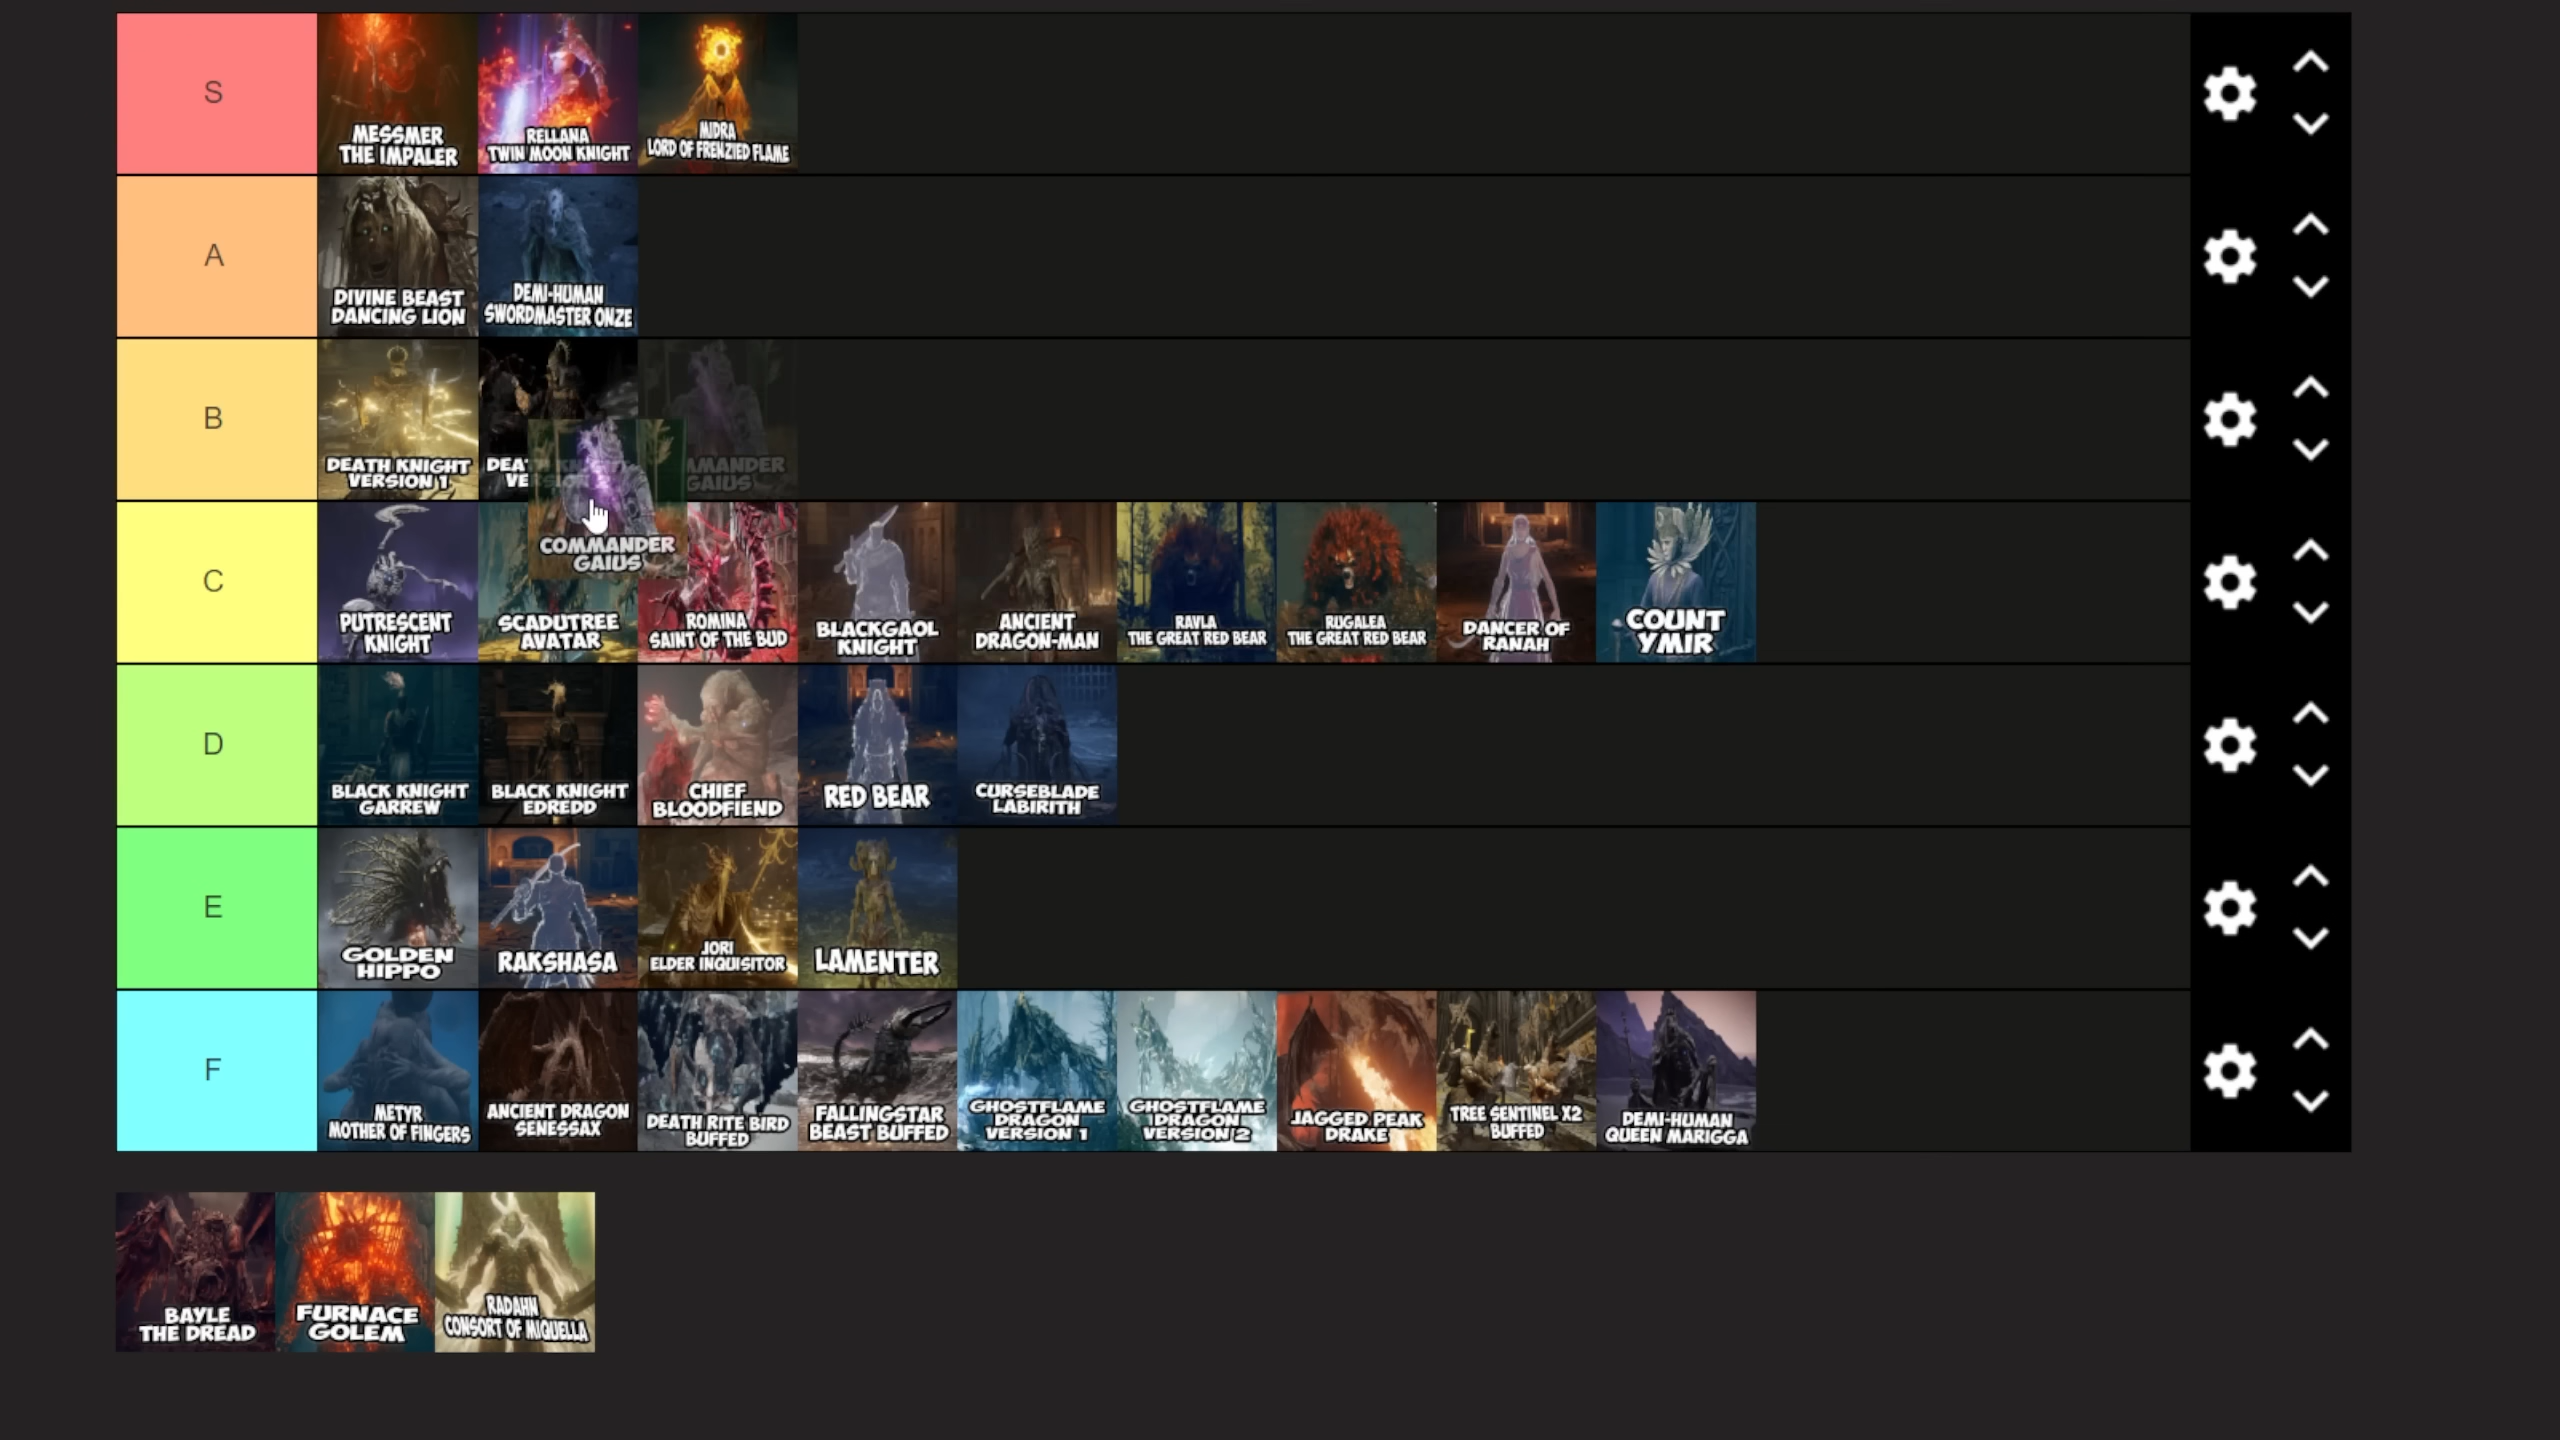 S
MESSMER
THE IMPALER
RELLANA
TWIN MOON KNIGHT
MIDRA
LORD OF FRENZIED FLAME
A
DIVINE BEAST
DANCING LION
DEMI-HUMAN
SWORDMASTER ONZE
B
DEATH KNIGHT
VERSION 1
COMMANDER
GAIUS
C
PUTRESCENT
KNIGHT
SCADUTREE
AVATAR
ROMINA
SAINT OF THE BUD
BLACKGAOL
KNIGHT
ANCIENT
DRAGON-MAN
RAVLA
THE GREAT RED BEAR
RUGALEA
THE GREAT RED BEAR
DANCER OF
RANAH
COUNT
YMIR
D
BLACK KNIGHT
GARREW
BLACK KNIGHT
EDREDD
CHIEF
BLOODFIEND
RED BEAR
CURSEBLADE
LABIRITH
E
GOLDEN
HIPPO
RAKSHASA
JORI
ELDER INQUISITOR
LAMENTER
F
METYR
MOTHER OF FINGERS
ANCIENT DRAGON
SENESSAX
DEATH RITE BIRD
BUFFED
FALLINGSTAR
BEAST BUFFED
GHOSTFLAME
DRAGON
VERSION 1
GHOSTFLAME
DRAGON
VERSION 2
JAGGED PEAK
DRAKE
TREE SENTINEL X2
BUFFED
DEMI-HUMAN
QUEEN MARIGGA
BAYLE
THE DREAD
FURNACE
GOLEM
RADAHN
CONSORT OF MIQUELLA